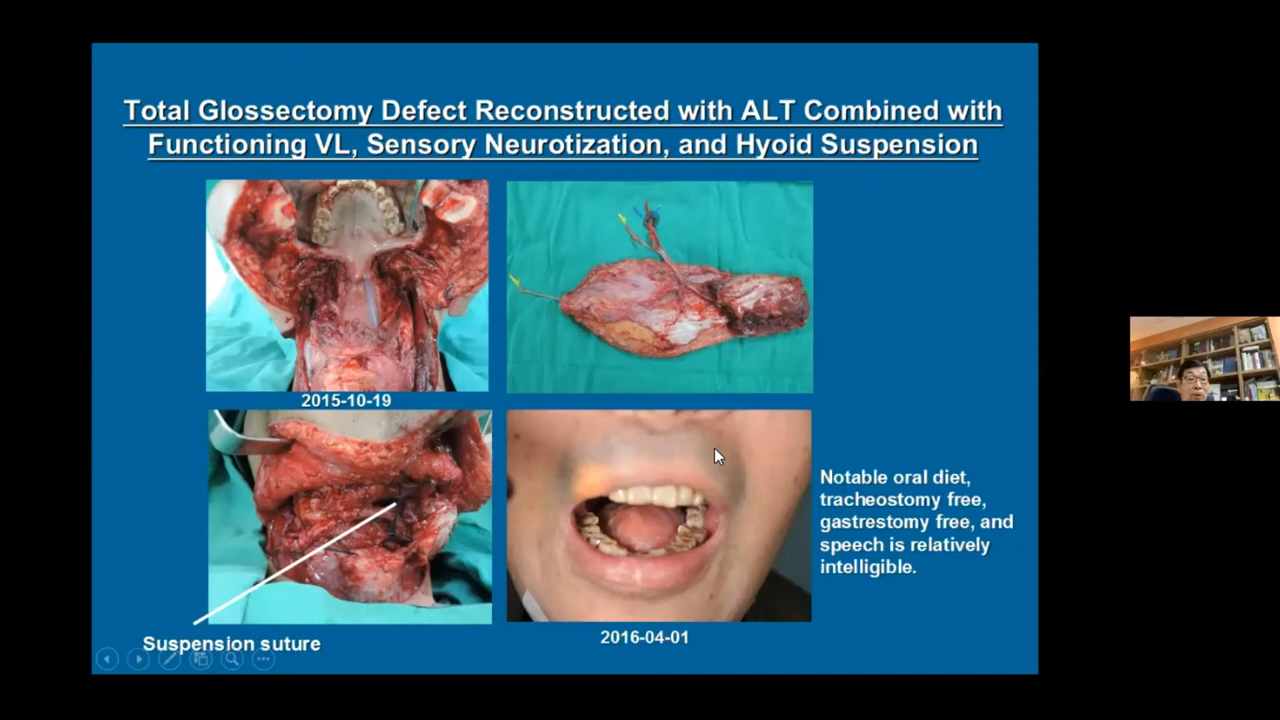 Total Glossectomy Defect Reconstructed with ALT Combined with
Functioning VL, Sensory Neurotization, and Hyoid Suspension
2015-10-19
Notable oral diet,
tracheostomy free,
gastrestomy free, and
speech is relatively
intelligible.
2016-04-01
Suspension suture